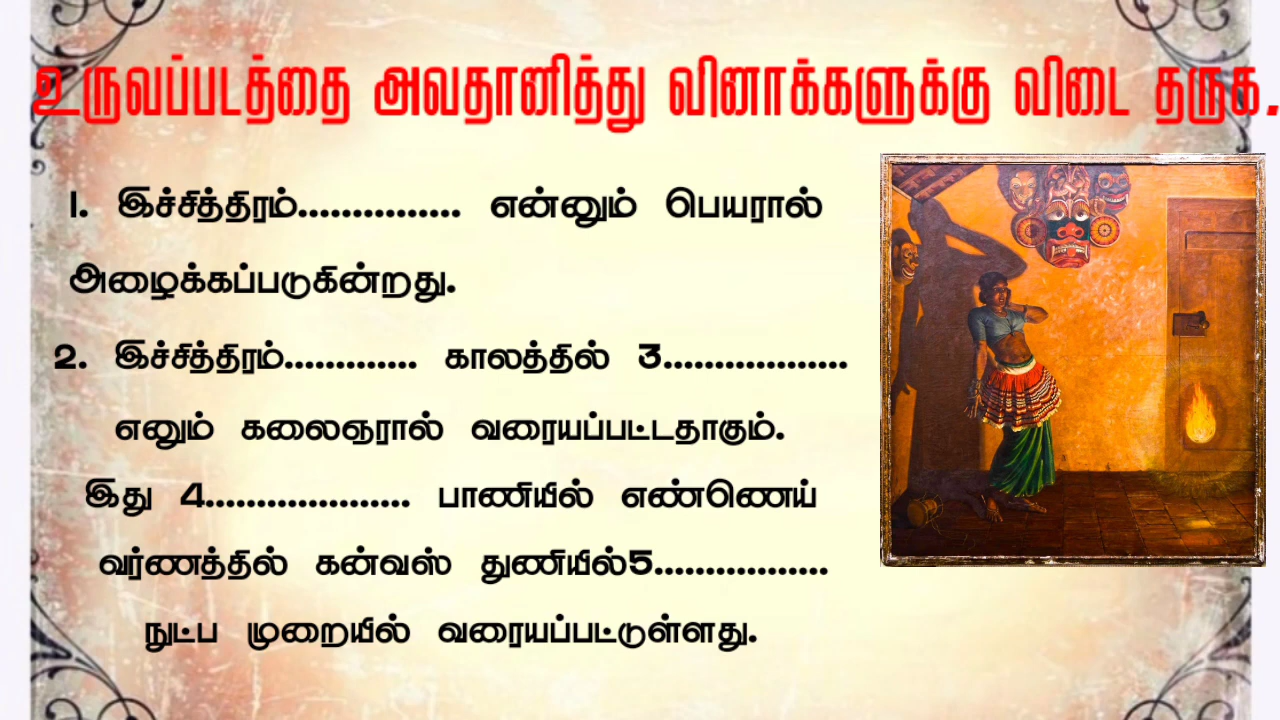 உருவப்படத்தை அவதானித்து வினாக்களுக்கு விடை தருக.
1. இச்சித்திரம்............... என்னும் பெயரால்
அழைக்கப்படுகின்றது.
2. இச்சித்திரம்............. காலத்தில் 3..................
எனும் கலைஞரால் வரையப்பட்டதாகும்.
இது 4.................... பாணியில் எண்ணெய்
வர்ணத்தில் கன்வஸ் துணியில்5.................
நுட்ப முறையில் வரையப்பட்டுள்ளது.